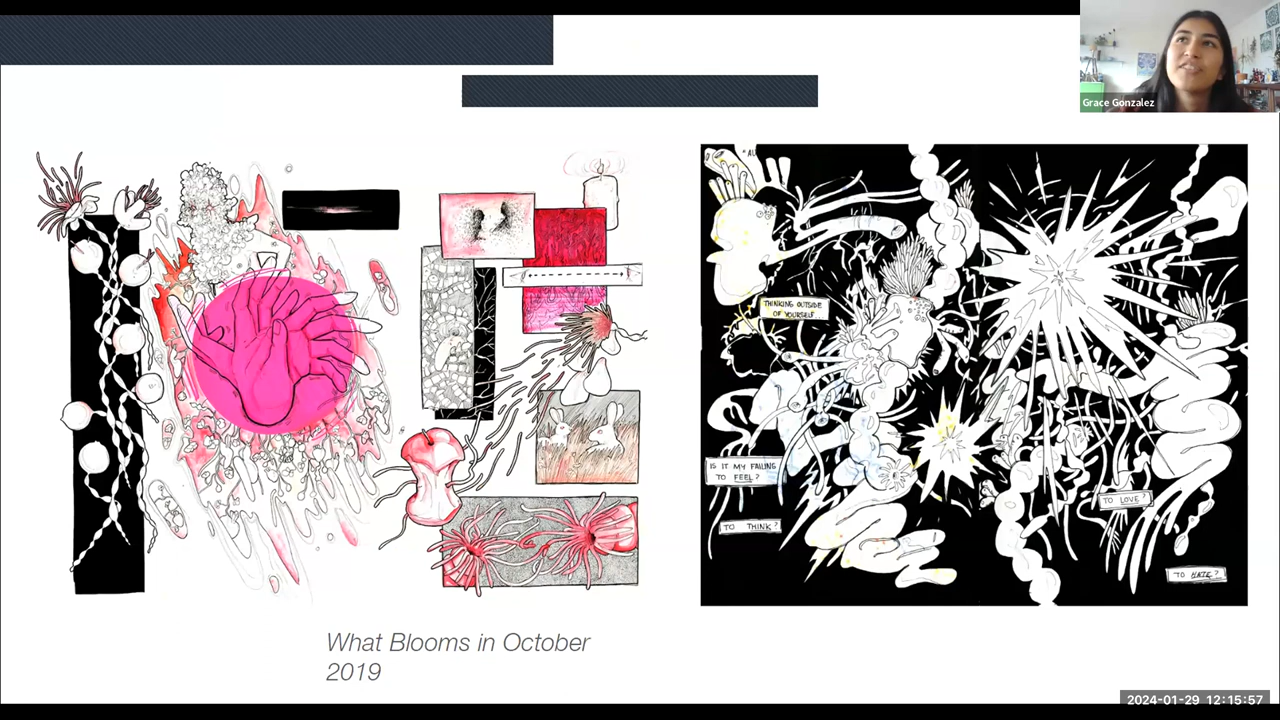 Grace Gonzalez
"AU
THINKING OUTSIDE
OF YOURSELF...
IS IT MY FAILING
TO FEEL?
TO THINK?
TO LOVE?
TO HATE?
What Blooms in October
2019
2024-01-29 12:15:57